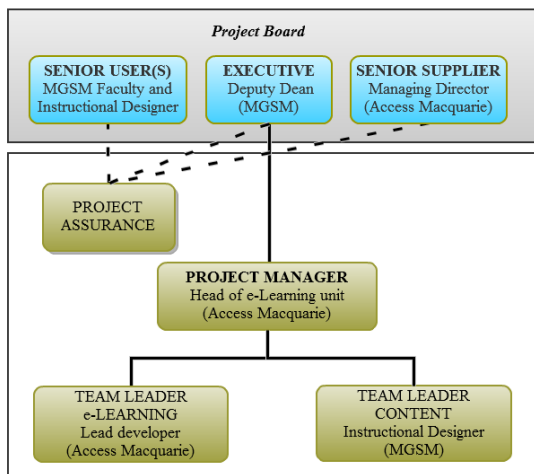 Project Board
SENIOR USER(S)
MGSM Faculty and
Instructional Designer
EXECUTIVE
Deputy Dean
(MGSM)
SENIOR SUPPLIER
Managing Director
(Access Macquarie)
PROJECT
ASSURANCE
PROJECT MANAGER
Head of e-Learning unit
(Access Macquarie)
TEAM LEADER
e-LEARNING
Lead developer
(Access Macquarie)
TEAM LEADER
CONTENT
Instructional Designer
(MGSM)